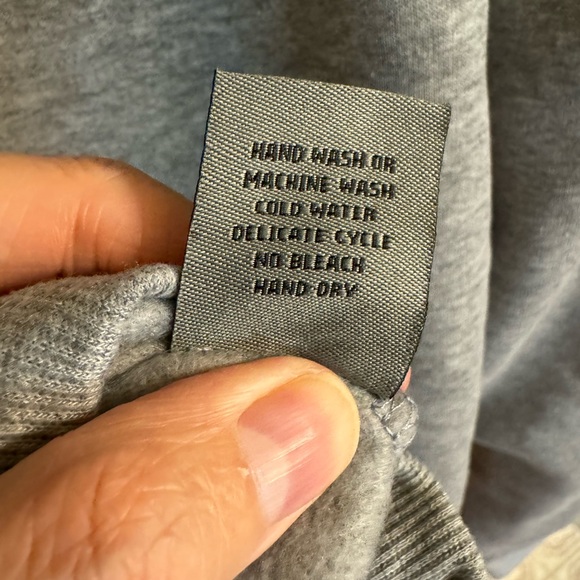 HAND WASH OR
MACHINE WASH
COLD WATER
DELICATE CYCLE
NO BLEACH
HAND DRY